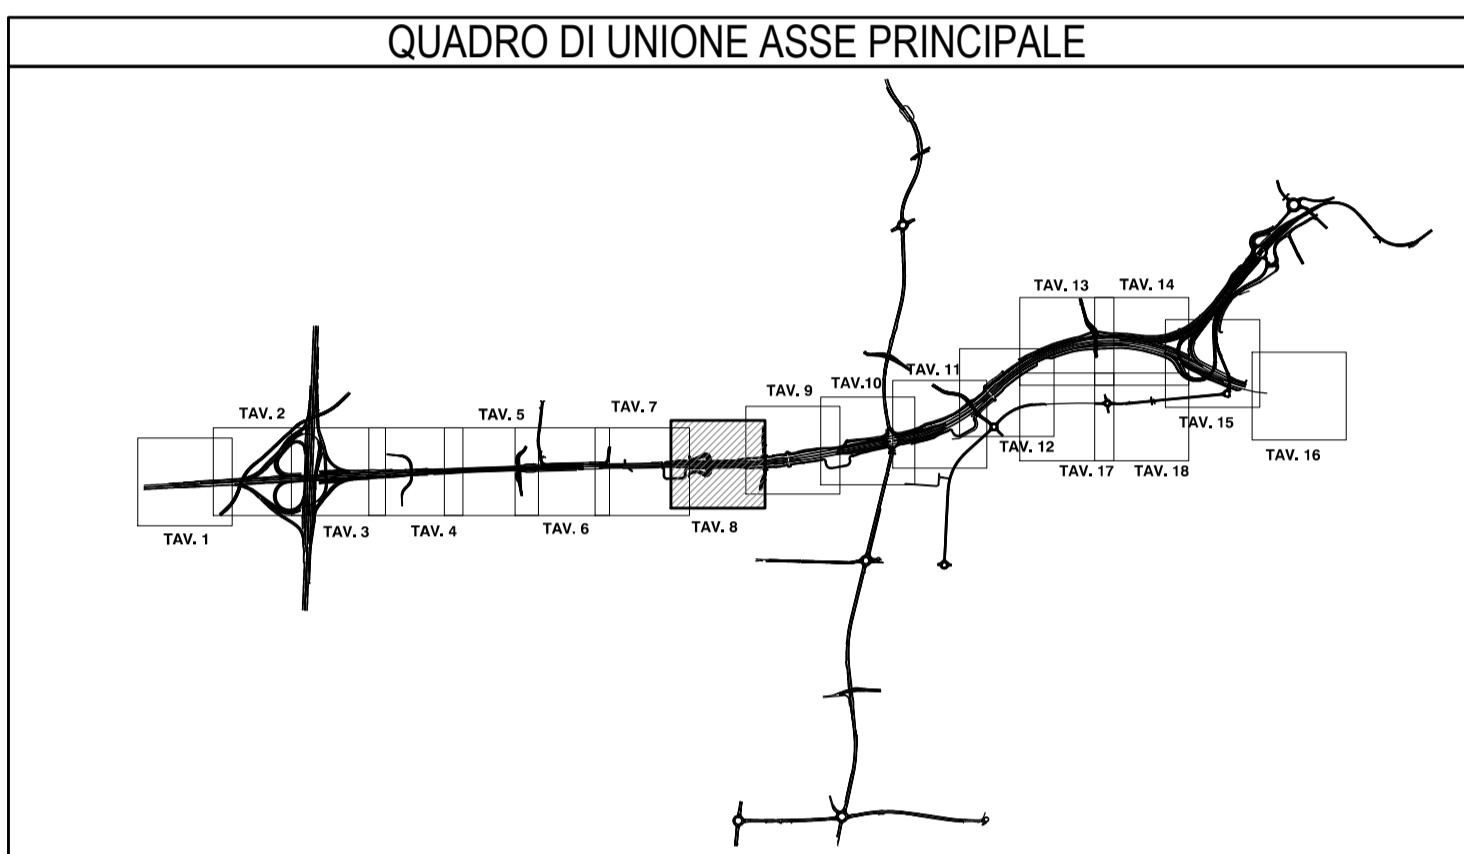 QUADRO DI UNIONE ASSE PRINCIPALE
TAV. 1
TAV. 2
TAV. 3
TAV. 4
TAV. 5
TAV. 6
TAV. 7
TAV. 8
TAV. 9
TAV.10
TAV. 11
TAV. 12
TAV. 13
TAV. 14
TAV. 15
TAV. 16
TAV. 17
TAV. 18